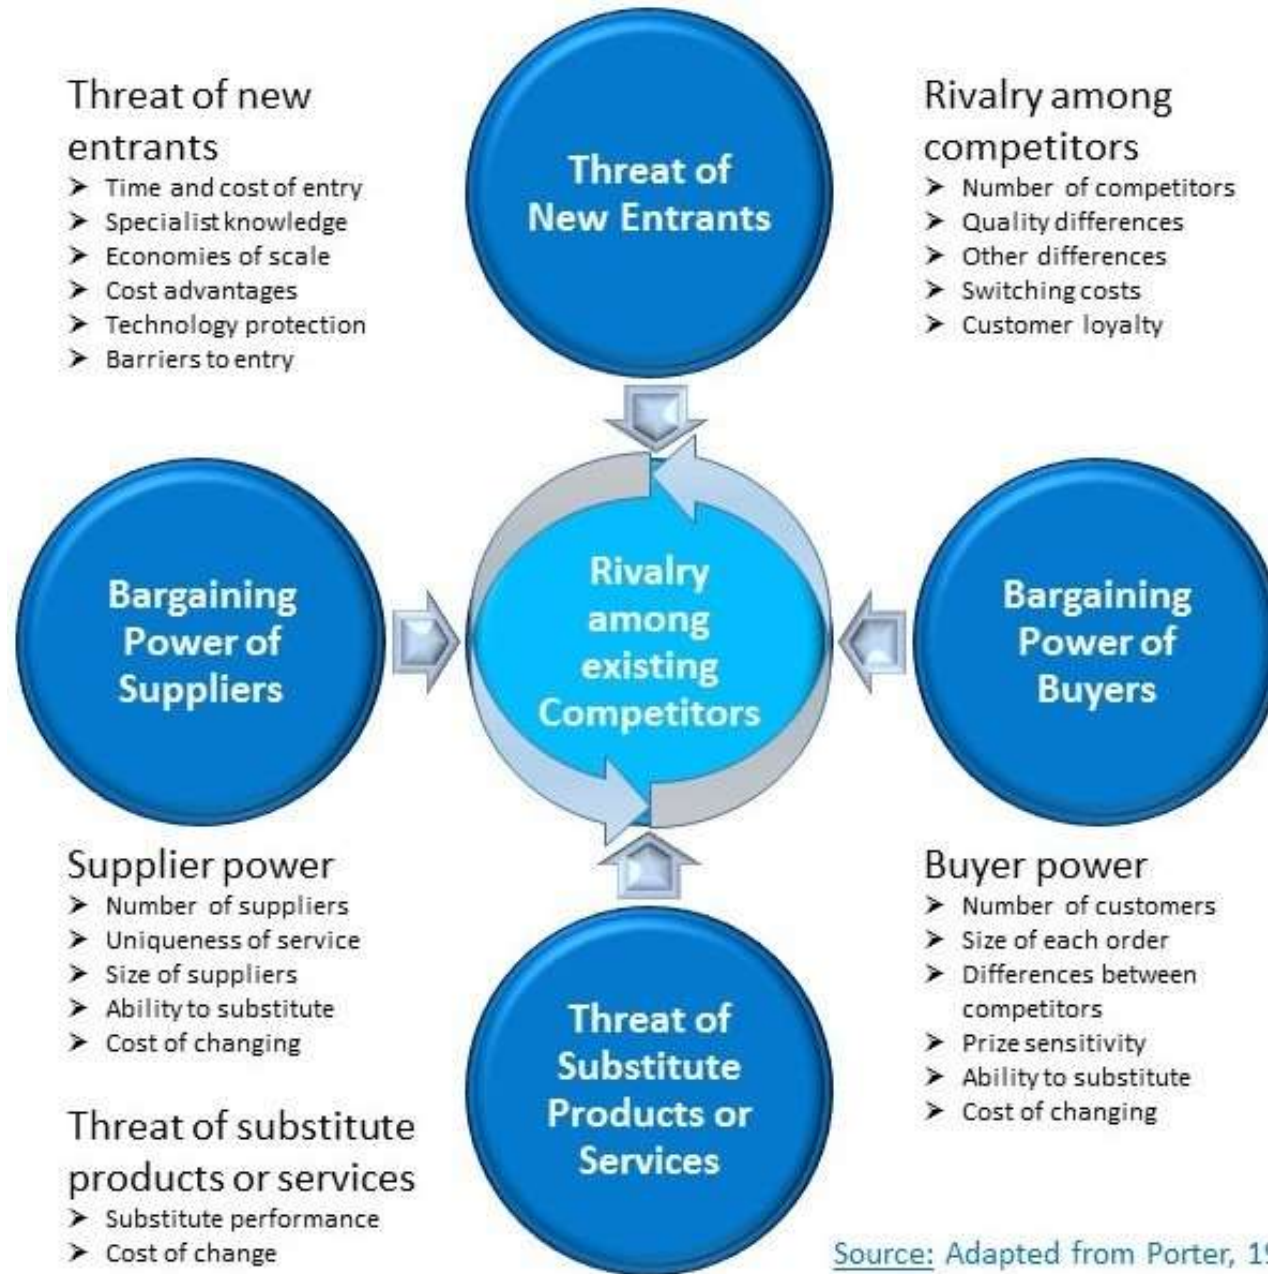 Threat of new
entrants
➤ Time and cost of entry
➤ Specialist knowledge
➤ Economies of scale
➤ Cost advantages
➤ Technology protection
➤ Barriers to entry
Threat of
New Entrants
Rivalry among
competitors
➤ Number of competitors
➤ Quality differences
➤ Other differences
➤ Switching costs
➤ Customer loyalty
Bargaining
Power of
Suppliers
Rivalry
among
existing
Competitors
Bargaining
Power of
Buyers
Supplier power
➤ Number of suppliers
➤ Uniqueness of service
➤ Size of suppliers
➤ Ability to substitute
➤ Cost of changing
Buyer power
➤ Number of customers
➤ Size of each order
➤ Differences between
competitors
➤ Prize sensitivity
➤ Ability to substitute
➤ Cost of changing
Threat of substitute
products or services
➤ Substitute performance
➤ Cost of change
Threat of
Substitute
Products or
Services
Source: Adapted from Porter,